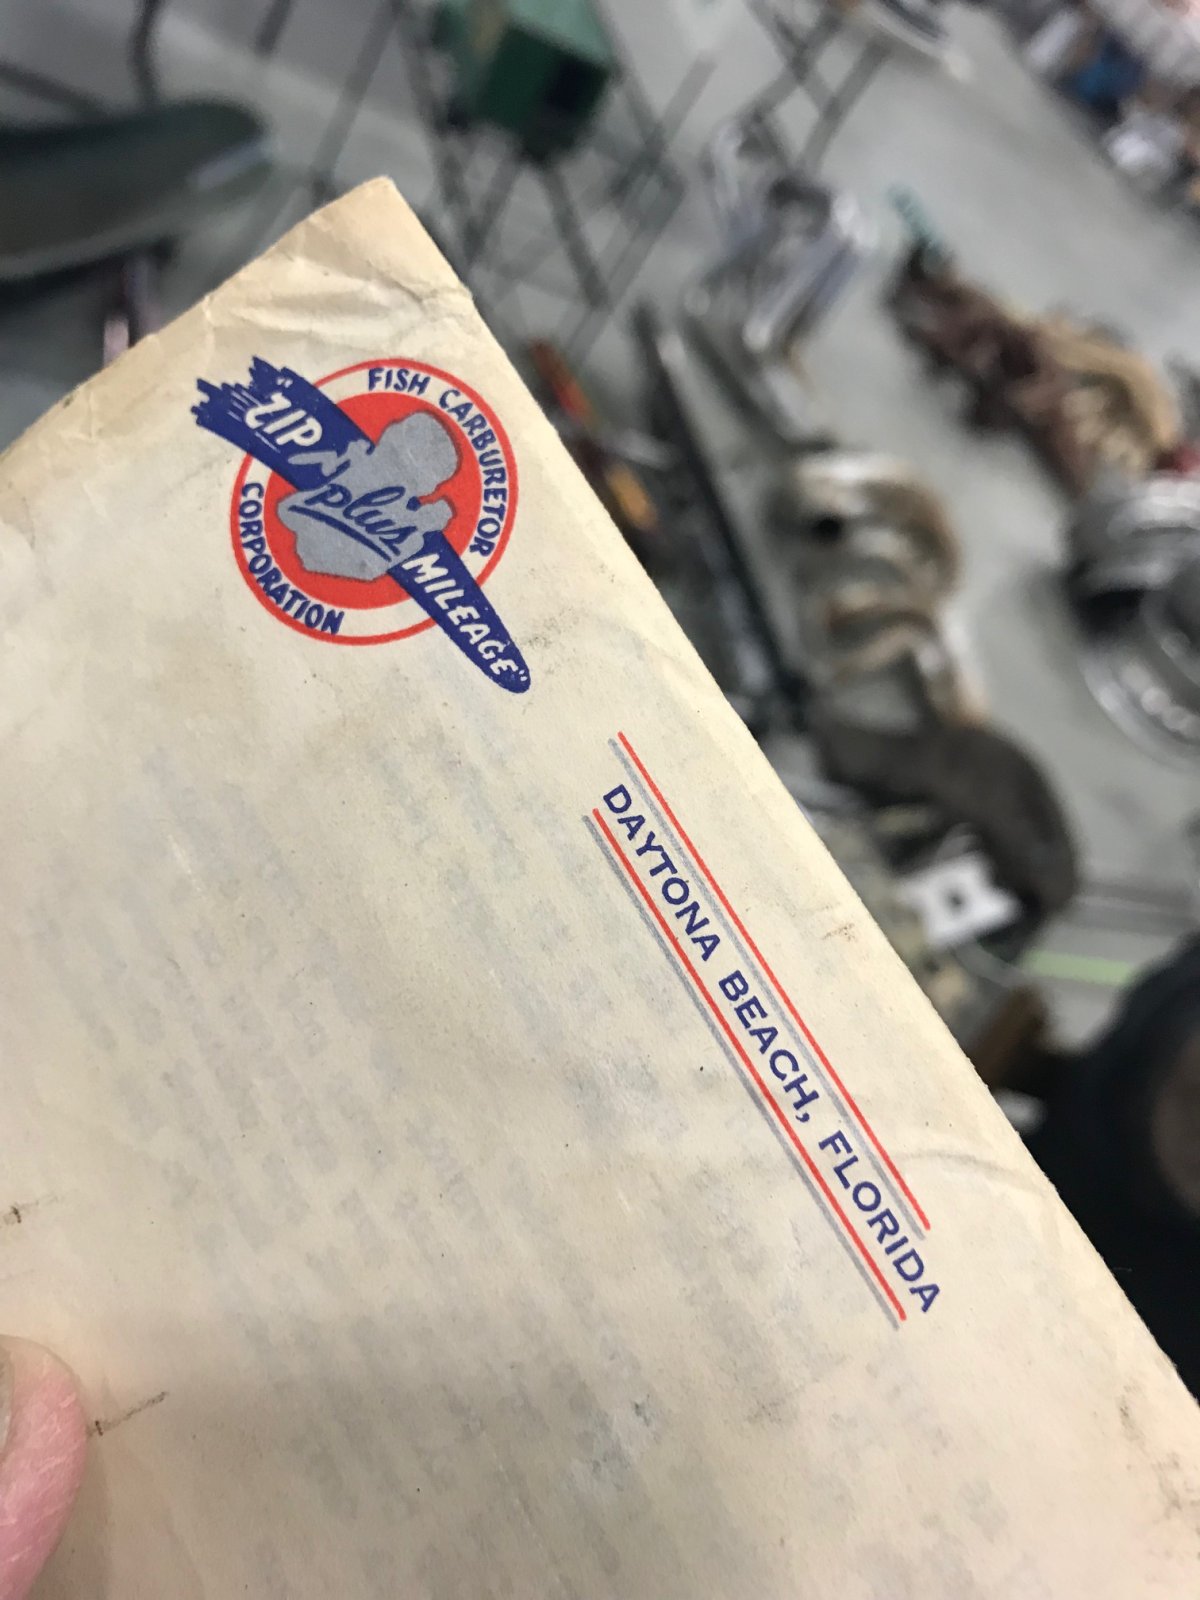 FISH CARBURETOR
CORPORATION
"ZIP
plus
MILEAGE"
DAYTONA BEACH, FLORIDA